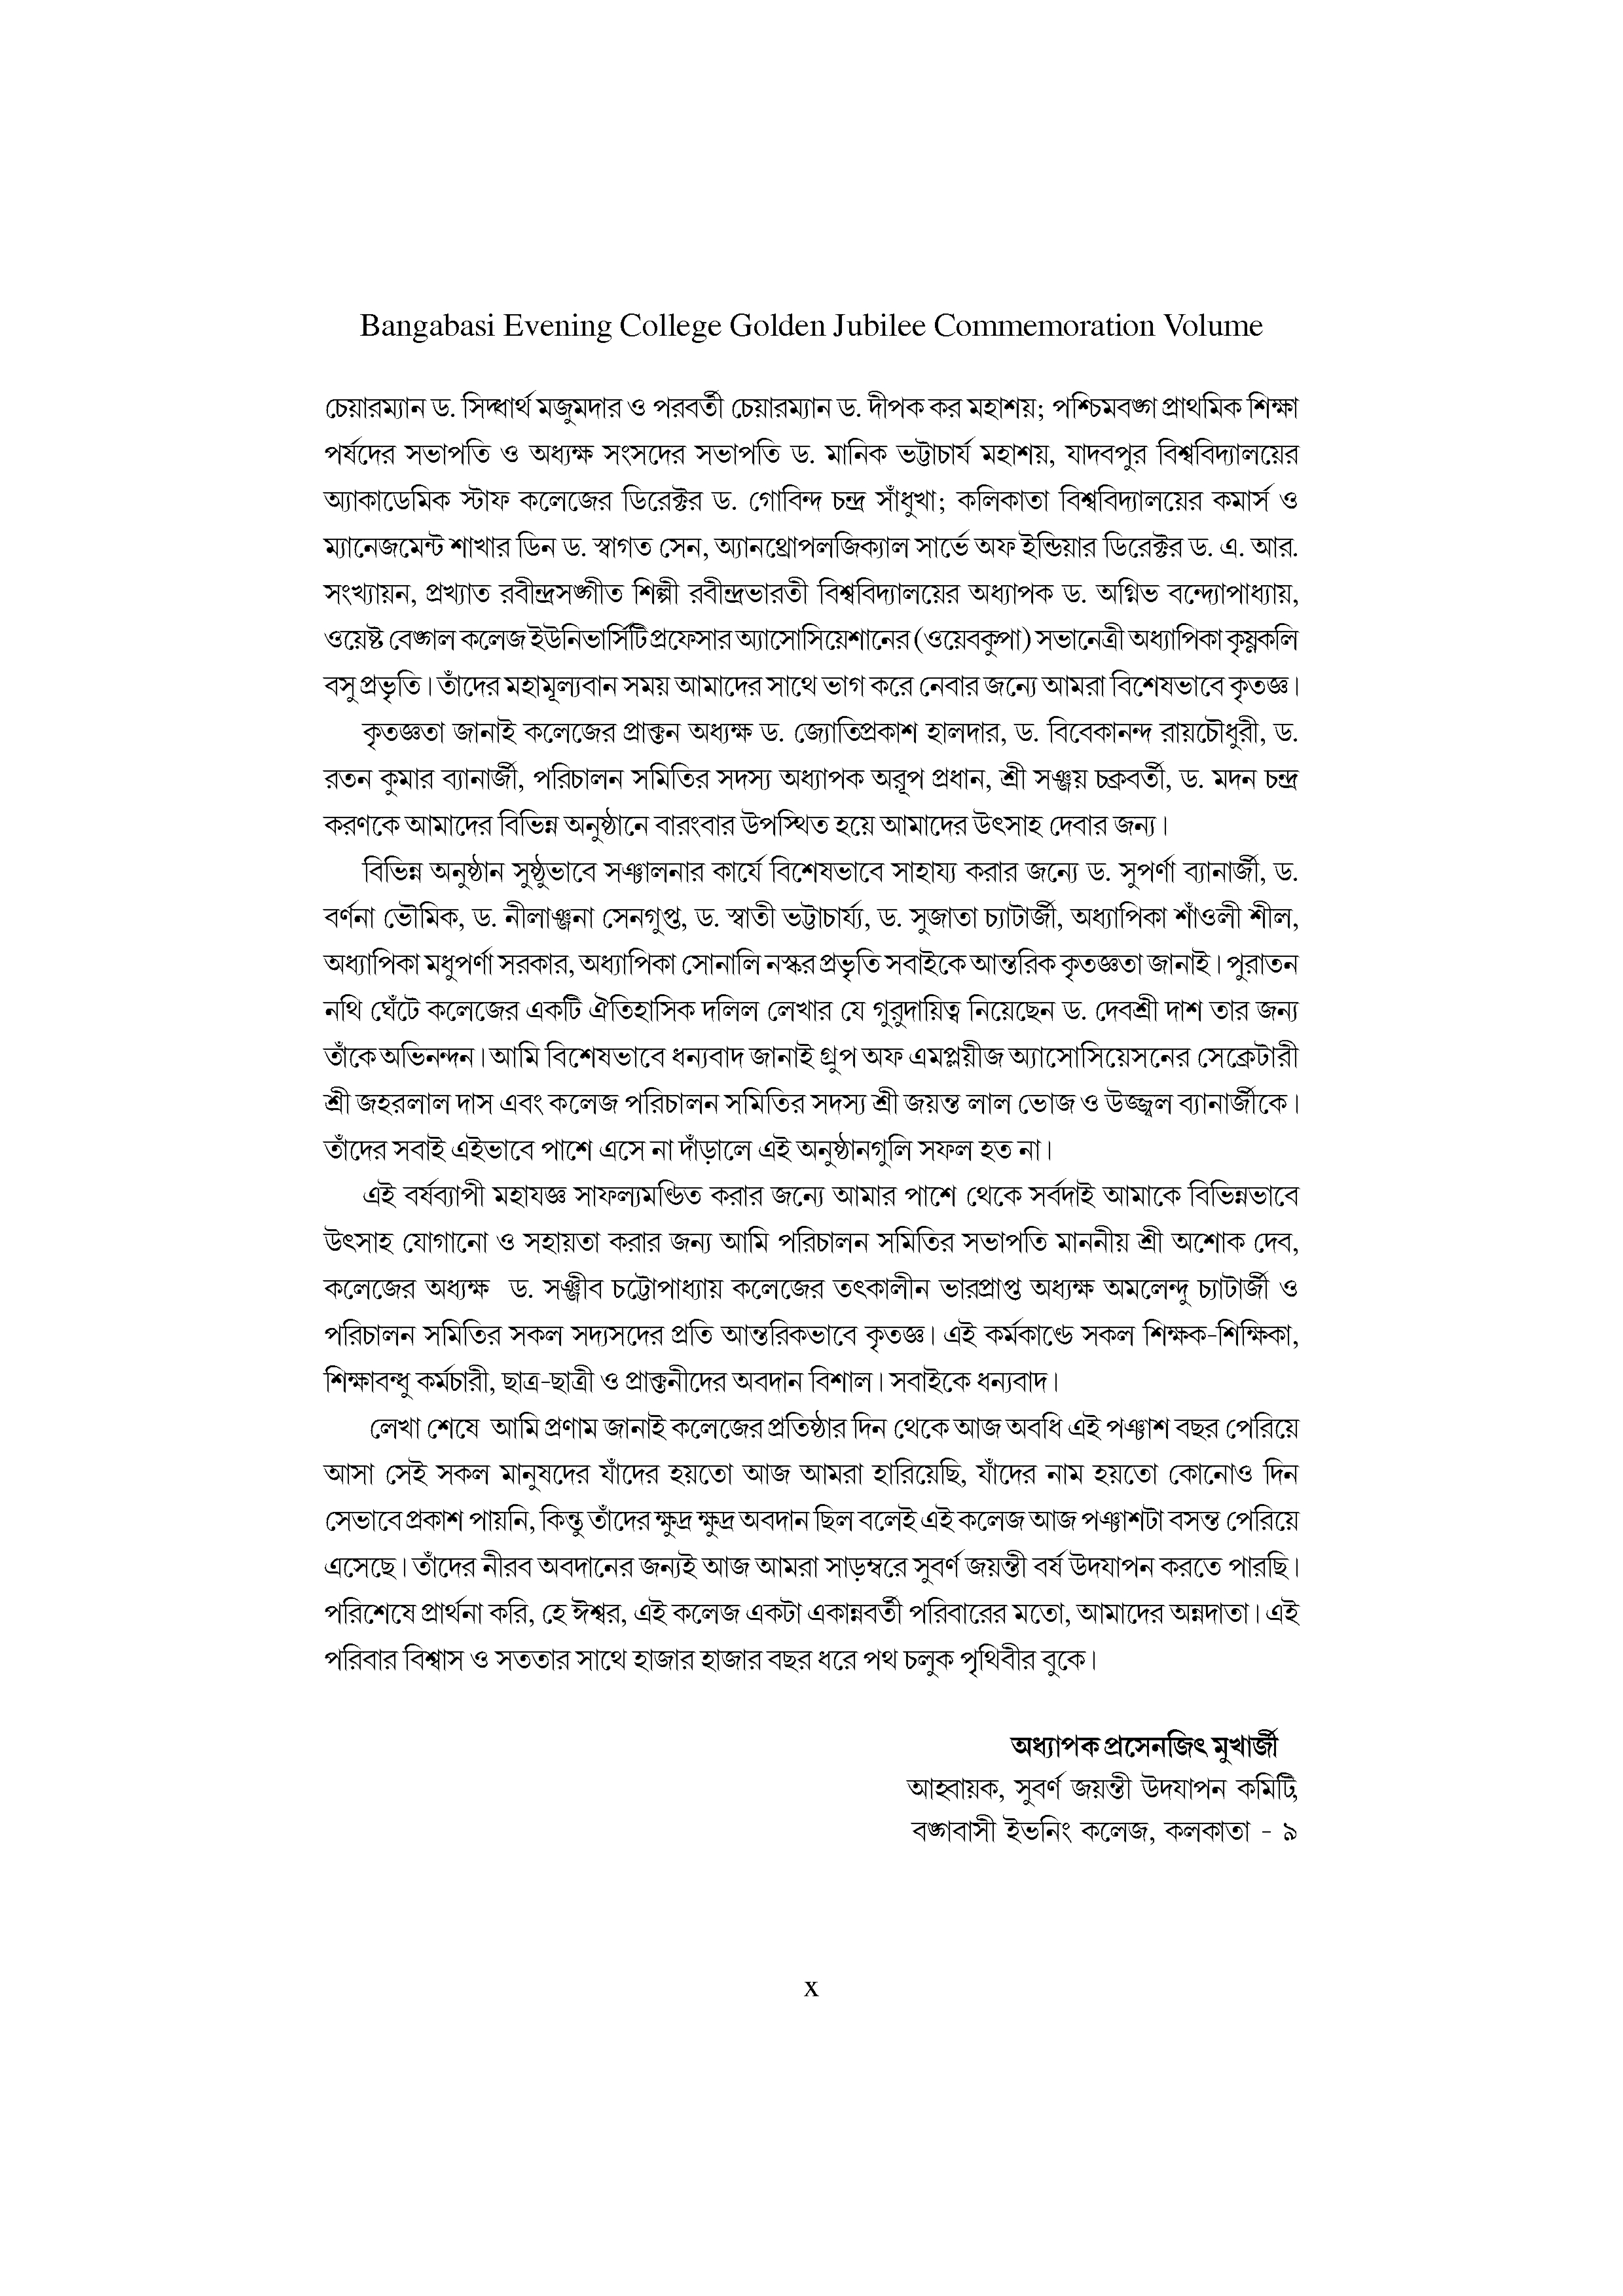 Bangabasi Evening College Golden Jubilee Commemoration Volume
চেয়ারম্যান ড. সিদ্ধার্থ মজুমদার ও পরবর্তী চেয়ারম্যান ড. দীপক কর মহাশয়; পশ্চিমবঙ্গ প্রাথমিক শিক্ষা
পর্ষদের সভাপতি ও অধ্যক্ষ সংসদের সভাপতি ড. মানিক ভট্টাচার্য মহাশয়, যাদবপুর বিশ্ববিদ্যালয়ের
অ্যাকাডেমিক স্টাফ কলেজের ডিরেক্টর ড. গোবিন্দ চন্দ্র সাঁধুখা; কলিকাতা বিশ্ববিদ্যালয়ের কমার্স ও
ম্যানেজমেন্ট শাখার ডিন ড. স্বাগত সেন, অ্যানথ্রোপলজিক্যাল সার্ভে অফ ইন্ডিয়ার ডিরেক্টর ড. এ. আর.
সংখ্যায়ন, প্রখ্যাত রবীন্দ্রসঙ্গীত শিল্পী রবীন্দ্রভারতী বিশ্ববিদ্যালয়ের অধ্যাপক ড. অগ্নিভ বন্দ্যোপাধ্যায়,
ওয়েষ্ট বেঙ্গল কলেজ ইউনিভার্সিটি প্রফেসার অ্যাসোসিয়েশানের (ওয়েবকুপা) সভানেত্রী অধ্যাপিকা কৃষ্ণকলি
বসু প্রভৃতি। তাঁদের মহামূল্যবান সময় আমাদের সাথে ভাগ করে নেবার জন্যে আমরা বিশেষভাবে কৃতজ্ঞ।
কৃতজ্ঞতা জানাই কলেজের প্রাক্তন অধ্যক্ষ ড. জ্যোতিপ্রকাশ হালদার, ড. বিবেকানন্দ রায়চৌধুরী, ড.
রতন কুমার ব্যানার্জী, পরিচালন সমিতির সদস্য অধ্যাপক অরূপ প্রধান, শ্রী সঞ্জয় চক্রবর্তী, ড. মদন চন্দ্র
করণকে আমাদের বিভিন্ন অনুষ্ঠানে বারংবার উপস্থিত হয়ে আমাদের উৎসাহ দেবার জন্য।
বিভিন্ন অনুষ্ঠান সুষ্ঠুভাবে সঞ্চালনার কার্যে বিশেষভাবে সাহায্য করার জন্যে ড. সুপর্ণা ব্যানার্জী, ড.
বর্ণনা ভৌমিক, ড. নীলাঞ্জনা সেনগুপ্ত, ড. স্বাতী ভট্টাচার্য্য, ড. সুজাতা চ্যাটার্জী, অধ্যাপিকা শাঁওলী শীল,
অধ্যাপিকা মধুপর্ণা সরকার, অধ্যাপিকা সোনালি নস্কর প্রভৃতি সবাইকে আন্তরিক কৃতজ্ঞতা জানাই। পুরাতন
নথি ঘেঁটে কলেজের একটি ঐতিহাসিক দলিল লেখার যে গুরুদায়িত্ব নিয়েছেন ড. দেবশ্রী দাশ তার জন্য
তাঁকে অভিনন্দন। আমি বিশেষভাবে ধন্যবাদ জানাই গ্রুপ অফ এমপ্লয়ীজ অ্যাসোসিয়েসনের সেক্রেটারী
শ্রী জহরলাল দাস এবং কলেজ পরিচালন সমিতির সদস্য শ্রী জয়ন্ত লাল ভোজ ও উজ্জ্বল ব্যানার্জীকে।
তাঁদের সবাই এইভাবে পাশে এসে না দাঁড়ালে এই অনুষ্ঠানগুলি সফল হত না।
এই বর্ষব্যাপী মহাযজ্ঞ সাফল্যমণ্ডিত করার জন্যে আমার পাশে থেকে সর্বদাই আমাকে বিভিন্নভাবে
উৎসাহ যোগানো ও সহায়তা করার জন্য আমি পরিচালন সমিতির সভাপতি মাননীয় শ্রী অশোক দেব,
কলেজের অধ্যক্ষ ড. সঞ্জীব চট্টোপাধ্যায় কলেজের তৎকালীন ভারপ্রাপ্ত অধ্যক্ষ অমলেন্দু চ্যাটার্জী ও
পরিচালন সমিতির সকল সদ্যসদের প্রতি আন্তরিকভাবে কৃতজ্ঞ। এই কর্মকাণ্ডে সকল শিক্ষক-শিক্ষিকা,
শিক্ষাবন্ধু কর্মচারী, ছাত্র-ছাত্রী ও প্রাক্তনীদের অবদান বিশাল। সবাইকে ধন্যবাদ।
লেখা শেষে আমি প্রণাম জানাই কলেজের প্রতিষ্ঠার দিন থেকে আজ অবধি এই পঞ্চাশ বছর পেরিয়ে
আসা সেই সকল মানুষদের যাঁদের হয়তো আজ আমরা হারিয়েছি, যাঁদের নাম হয়তো কোনোও দিন
সেভাবে প্রকাশ পায়নি, কিন্তু তাঁদের ক্ষুদ্র ক্ষুদ্র অবদান ছিল বলেই এই কলেজ আজ পঞ্চাশটা বসন্ত পেরিয়ে
এসেছে। তাঁদের নীরব অবদানের জন্যই আজ আমরা সাড়ম্বরে সুবর্ণ জয়ন্তী বর্ষ উদযাপন করতে পারছি।
পরিশেষে প্রার্থনা করি, হে ঈশ্বর, এই কলেজ একটা একান্নবর্তী পরিবারের মতো, আমাদের অন্নদাতা। এই
পরিবার বিশ্বাস ও সততার সাথে হাজার হাজার বছর ধরে পথ চলুক পৃথিবীর বুকে।
অধ্যাপক প্রসেনজিৎ মুখার্জী
আহ্বায়ক, সুবর্ণ জয়ন্তী উদযাপন কমিটি,
বঙ্গবাসী ইভনিং কলেজ, কলকাতা - ৯
x